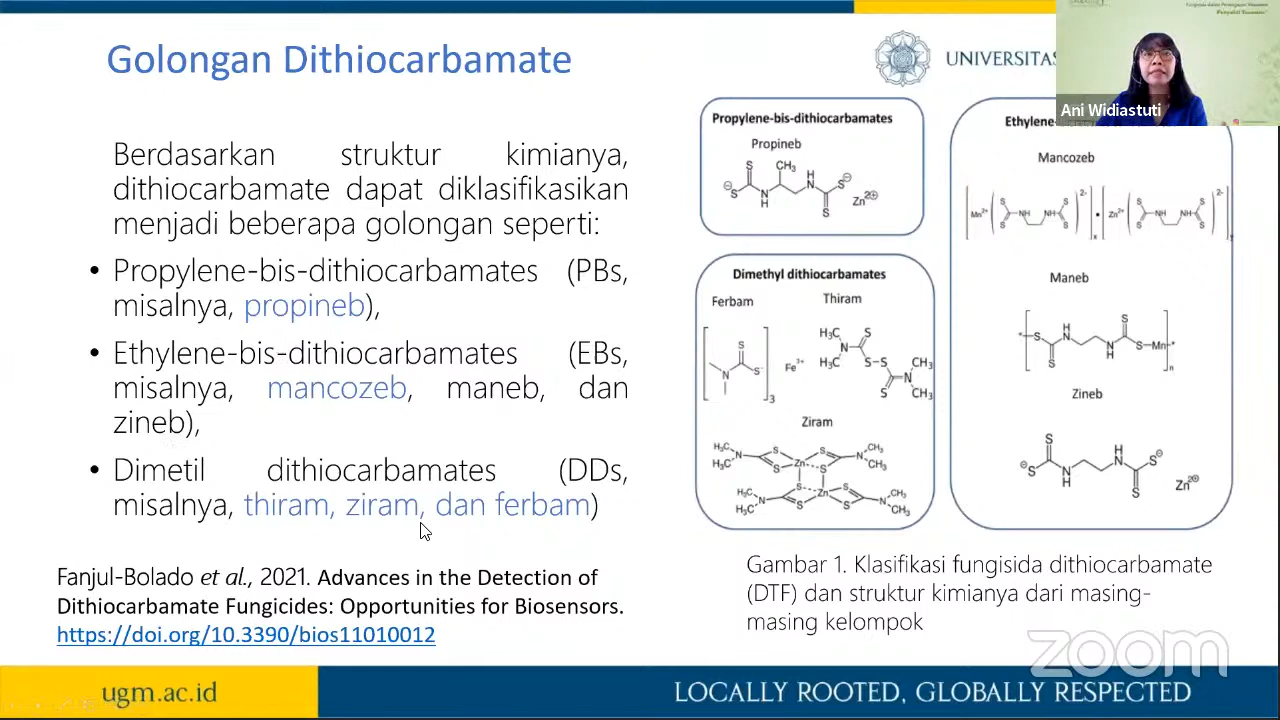 Golongan Dithiocarbamate
UNIVERSITAS
Ani Widiastuti
Berdasarkan struktur kimianya,
dithiocarbamate dapat diklasifikasikan
menjadi beberapa golongan seperti:
• Propylene-bis-dithiocarbamates (PBs,
misalnya, propineb),
• Ethylene-bis-dithiocarbamates (EBs,
misalnya, mancozeb, maneb, dan
zineb),
• Dimetil dithiocarbamates (DDs,
misalnya, thiram, ziram, dan ferbam)
Fanjul-Bolado et al., 2021. Advances in the Detection of
Dithiocarbamate Fungicides: Opportunities for Biosensors.
https://doi.org/10.3390/bios11010012
Propylene-bis-dithiocarbamates
Propineb
Dimethyl dithiocarbamates
Ferbam
Thiram
Ziram
Mancozeb
Maneb
Zineb
Gambar 1. Klasifikasi fungisida dithiocarbamate
(DTF) dan struktur kimianya dari masing-
masing kelompok
zoom
ugm.ac.id
LOCALLY ROOTED, GLOBALLY RESPECTED